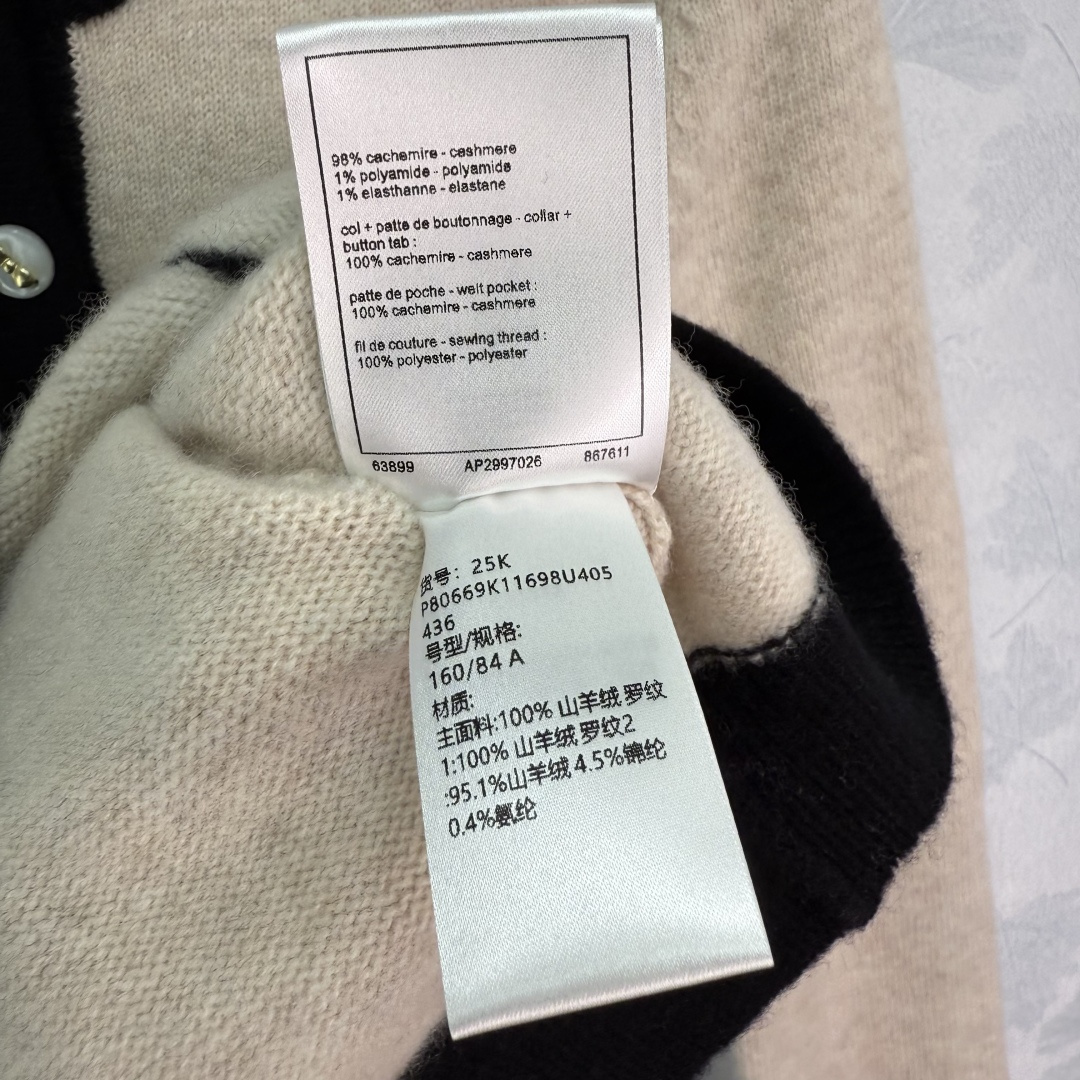 98% cachemire - cashmere
1% polyamide - polyamide
1% elasthanne - elastane
col + patte de boutonnage - collar +
button tab :
100% cachemire - cashmere
patte de poche - welt pocket :
100% cachemire - cashmere
fil de couture - sewing thread :
100% polyester - polyester
63899 AP2997026 867611
货号: 25K
P80669K11698U405
436
号型/规格:
160/84 A
材质:
主面料:100% 山羊绒 罗纹
1:100% 山羊绒 罗纹2
:95.1%山羊绒 4.5%锦纶
0.4%氨纶